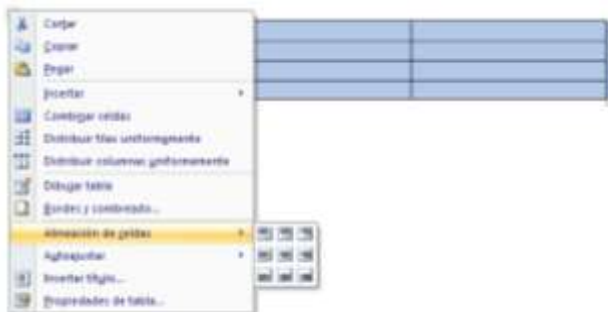 Cortar
Copiar
Pegar
Insertar
Combinar celdas
Distribuir filas uniformemente
Distribuir columnas uniformemente
Dibujar tabla
Bordes y sombreado...
Alineación de celdas
Autoajustar
Insertar título...
Propiedades de tabla...